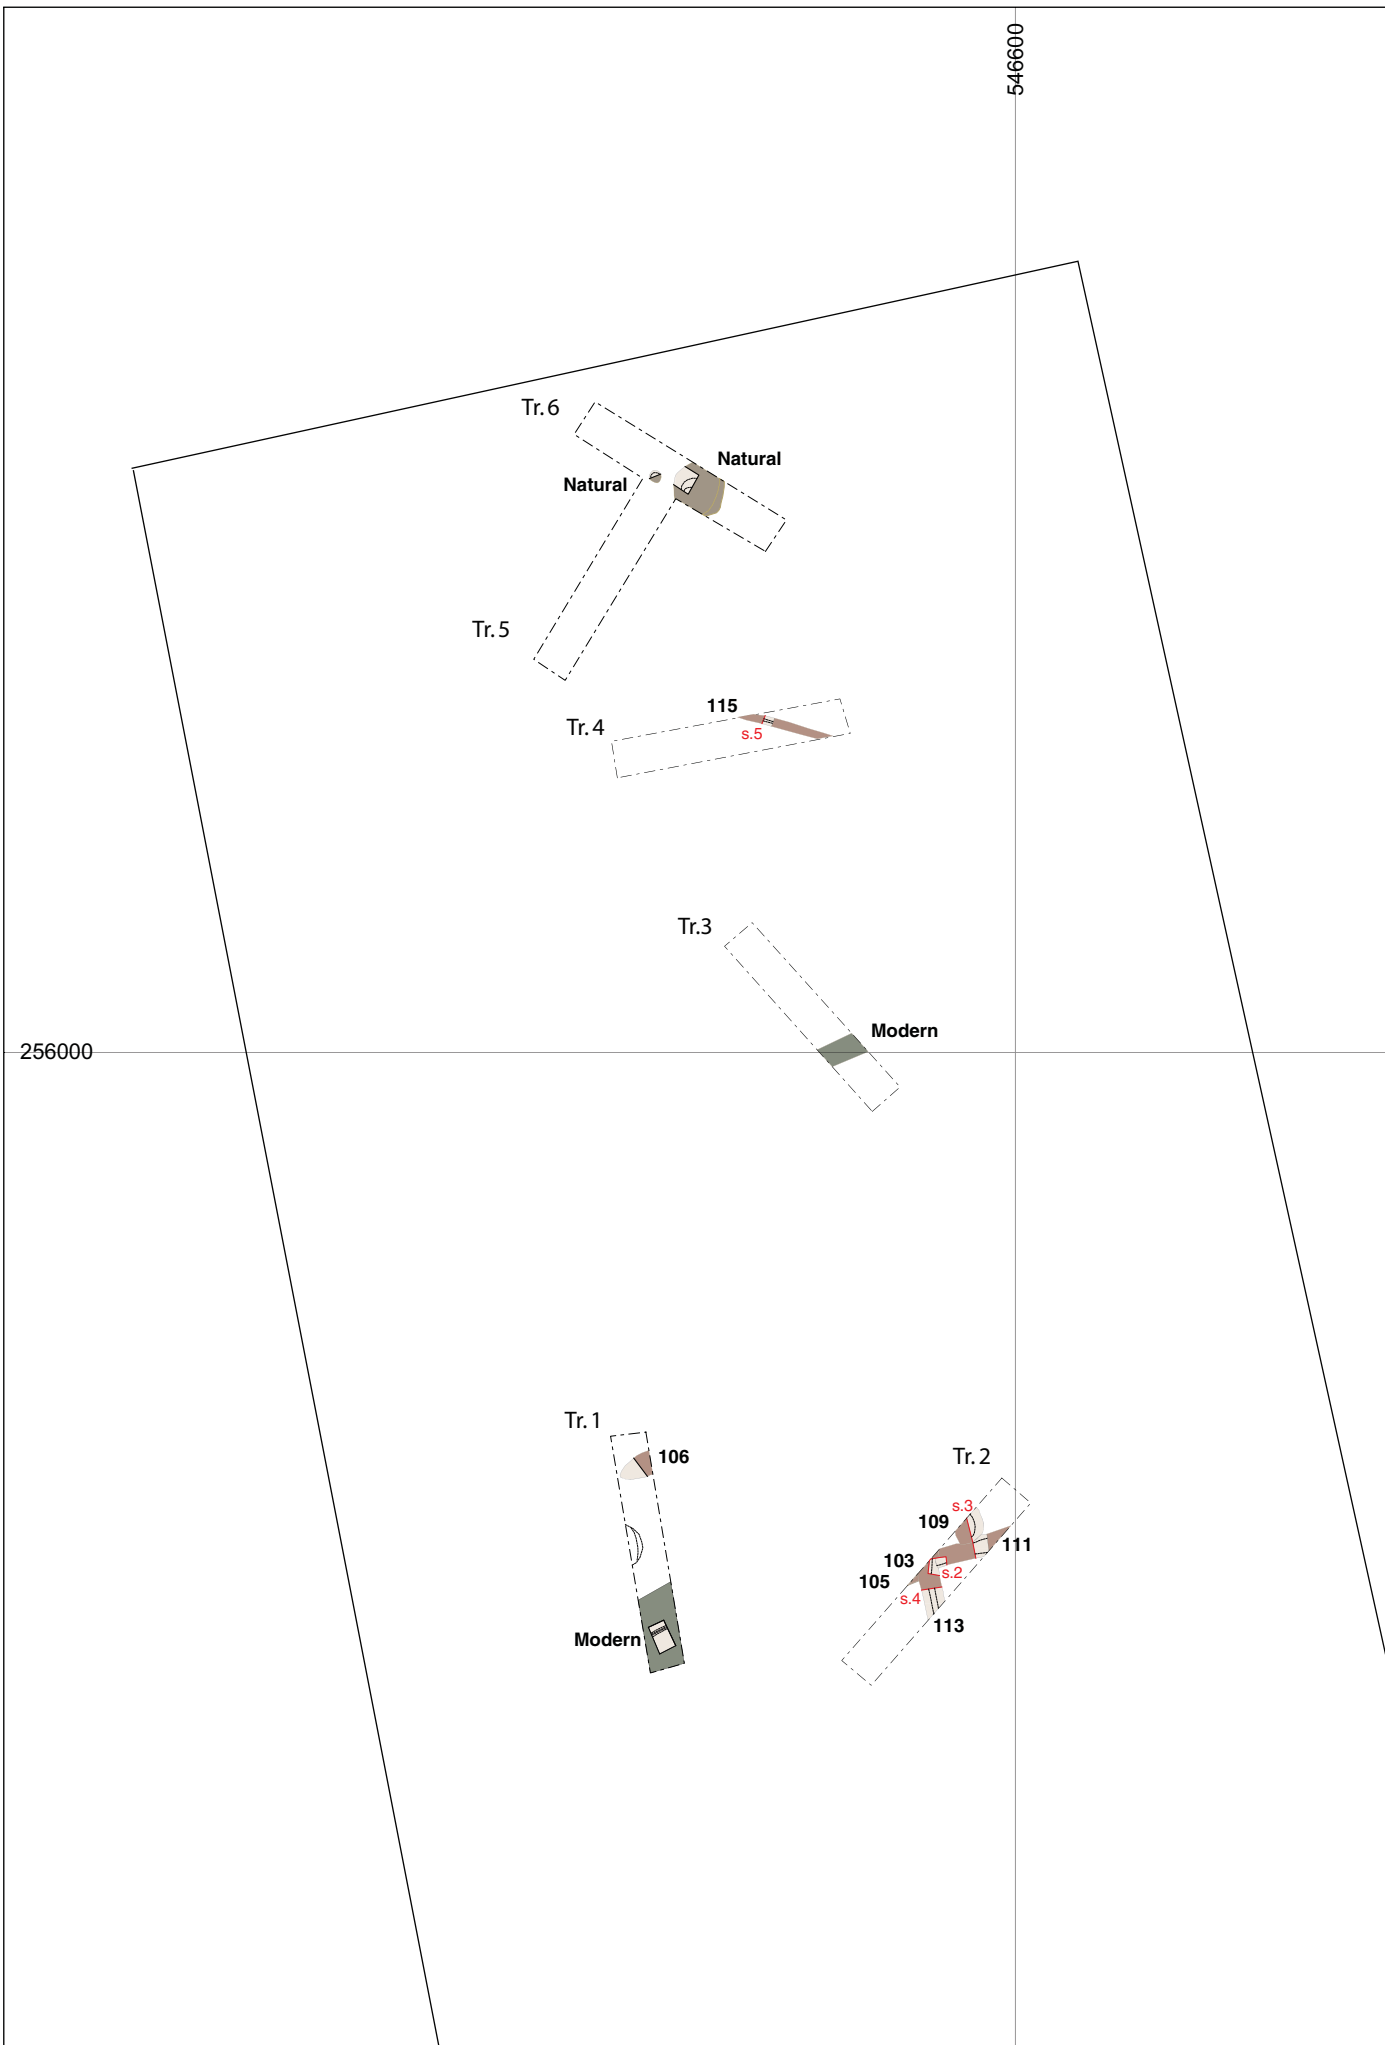 546600
Tr. 6
Natural
Natural
Tr. 5
115
Tr. 4
s.5
Tr.3
Modern
256000
Tr. 1
106
Tr. 2
s.3
109
111
103
s.2
105
s.4
113
Modern